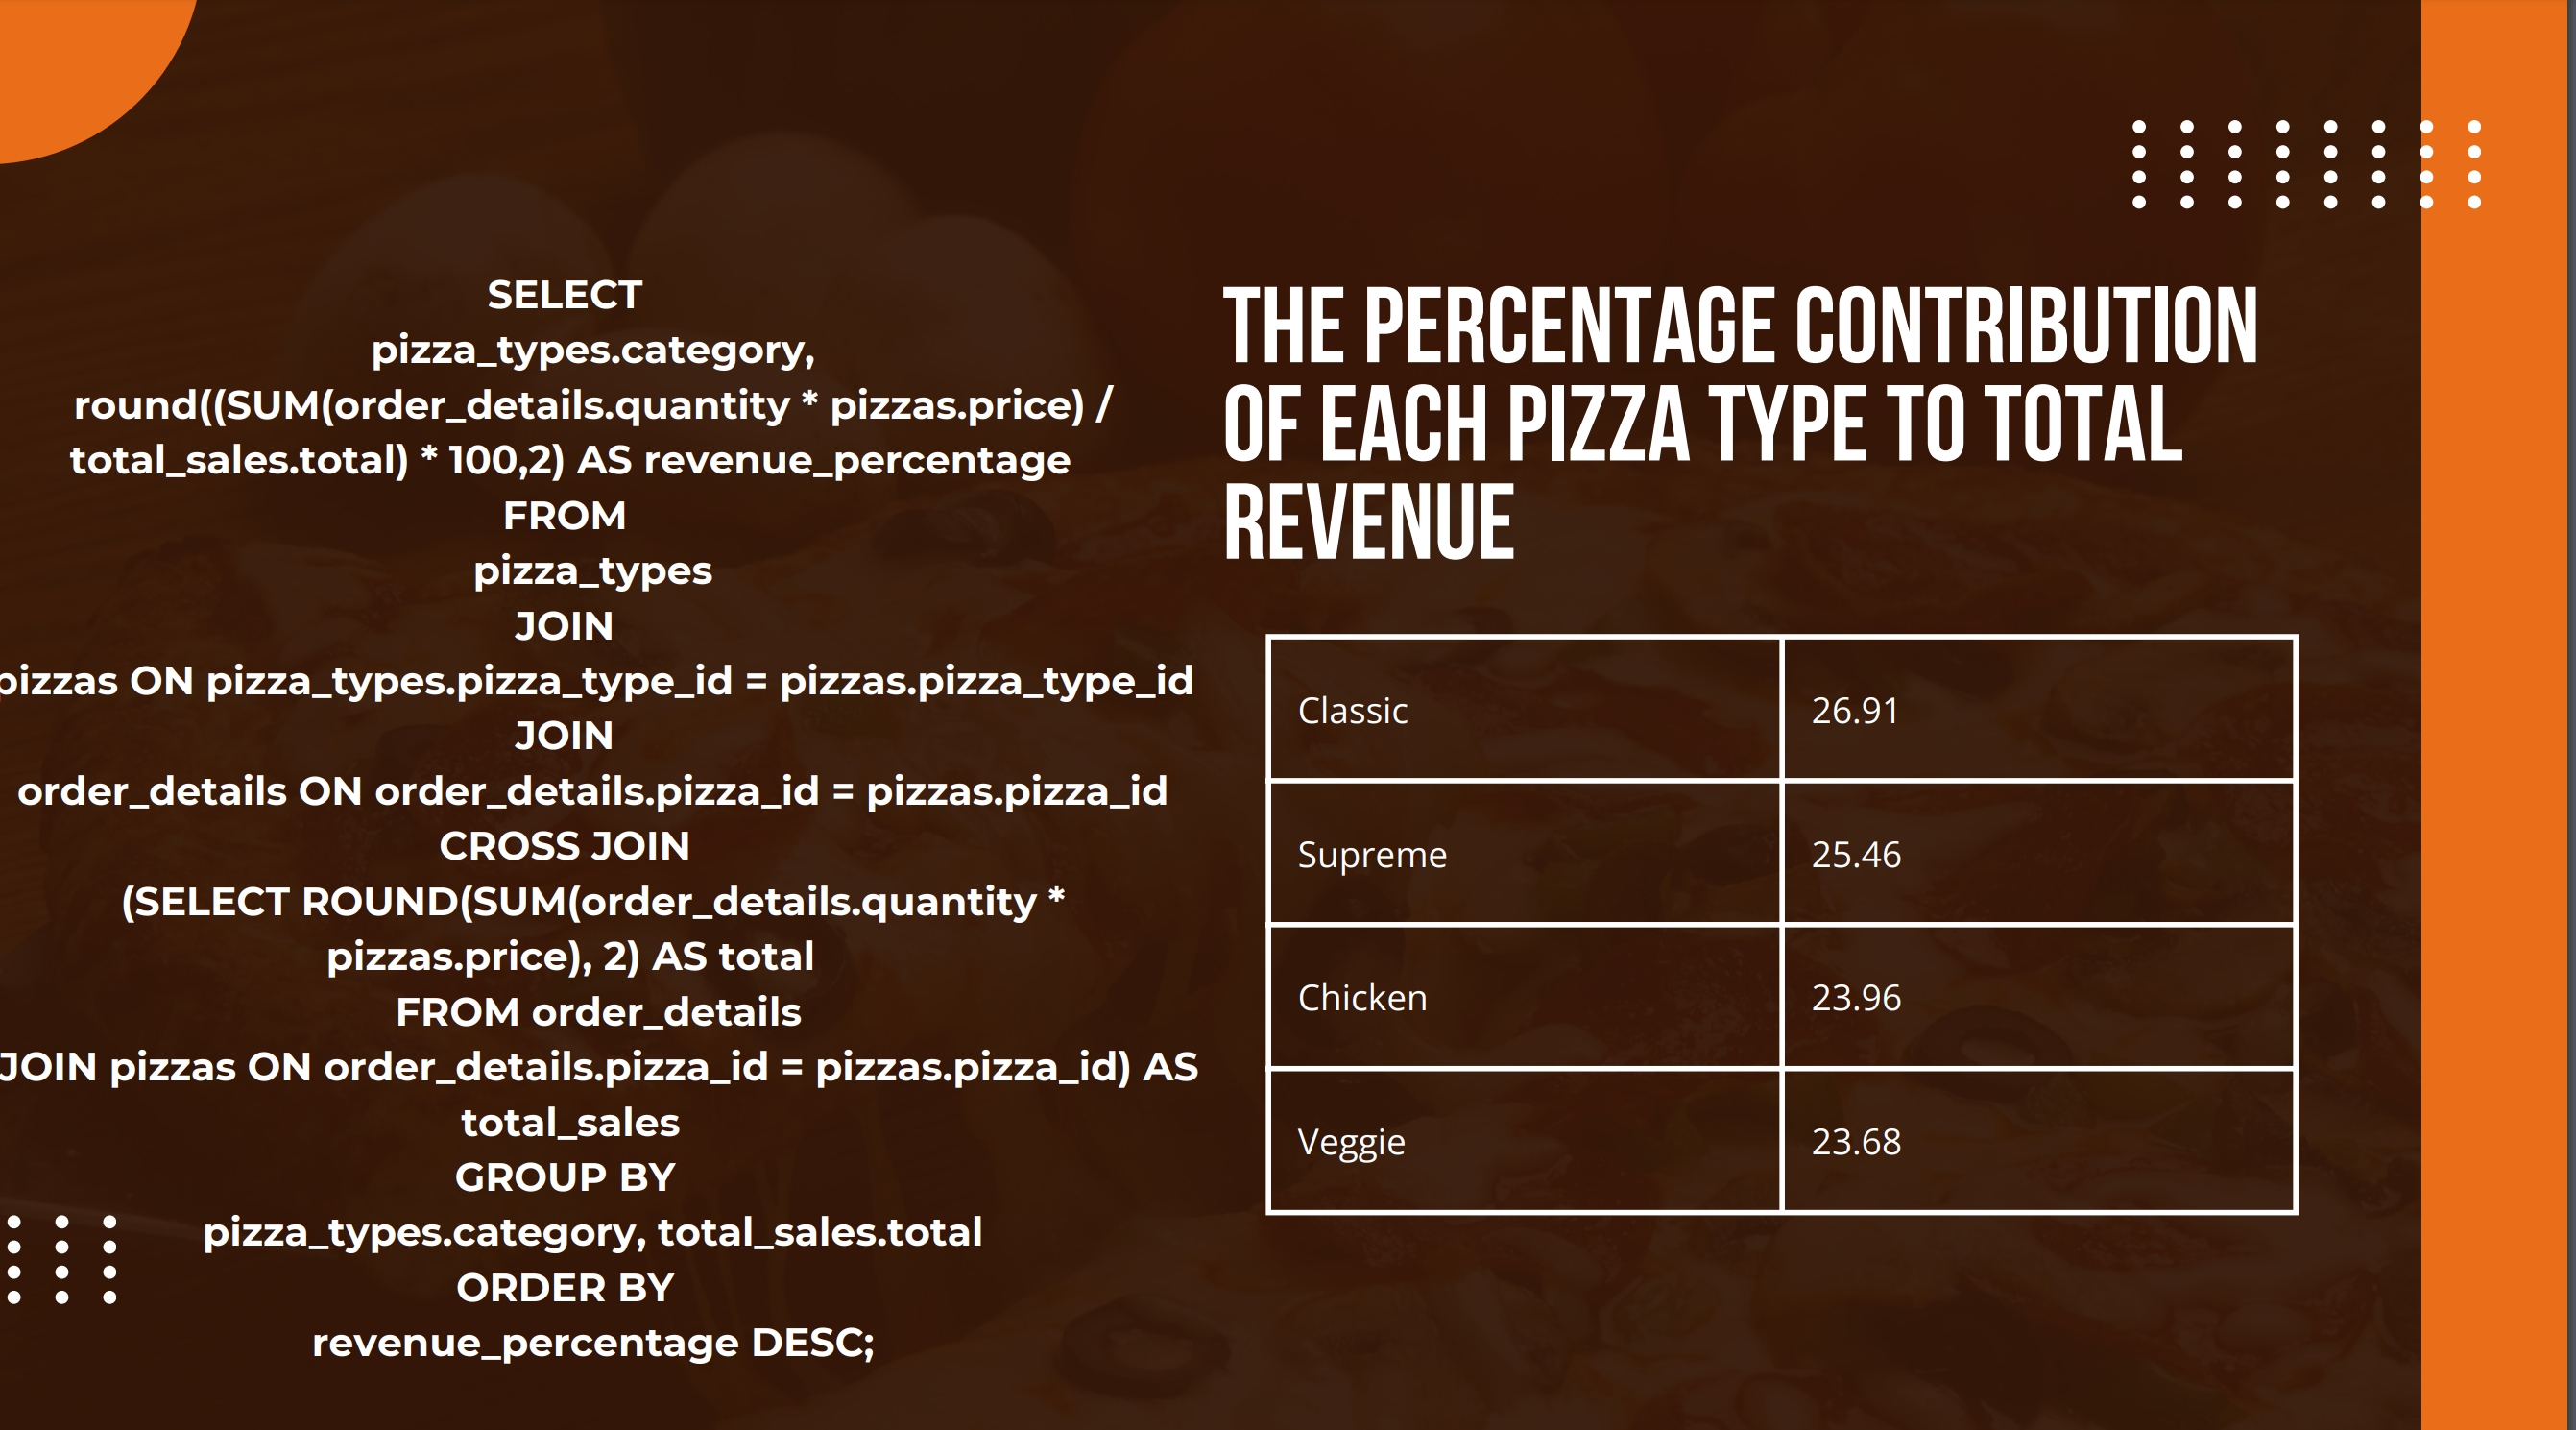 SELECT
pizza_types.category,
round((SUM(order_details.quantity * pizzas.price) /
total_sales.total) * 100,2) AS revenue_percentage
FROM
pizza_types
JOIN
pizzas ON pizza_types.pizza_type_id = pizzas.pizza_type_id
JOIN
order_details ON order_details.pizza_id = pizzas.pizza_id
CROSS JOIN
(SELECT ROUND(SUM(order_details.quantity *
pizzas.price), 2) AS total
FROM order_details
JOIN pizzas ON order_details.pizza_id = pizzas.pizza_id) AS
total_sales
GROUP BY
pizza_types.category, total_sales.total
ORDER BY
revenue_percentage DESC;
THE PERCENTAGE CONTRIBUTION
OF EACH PIZZA TYPE TO TOTAL
REVENUE
Classic 26.91
Supreme 25.46
Chicken 23.96
Veggie 23.68